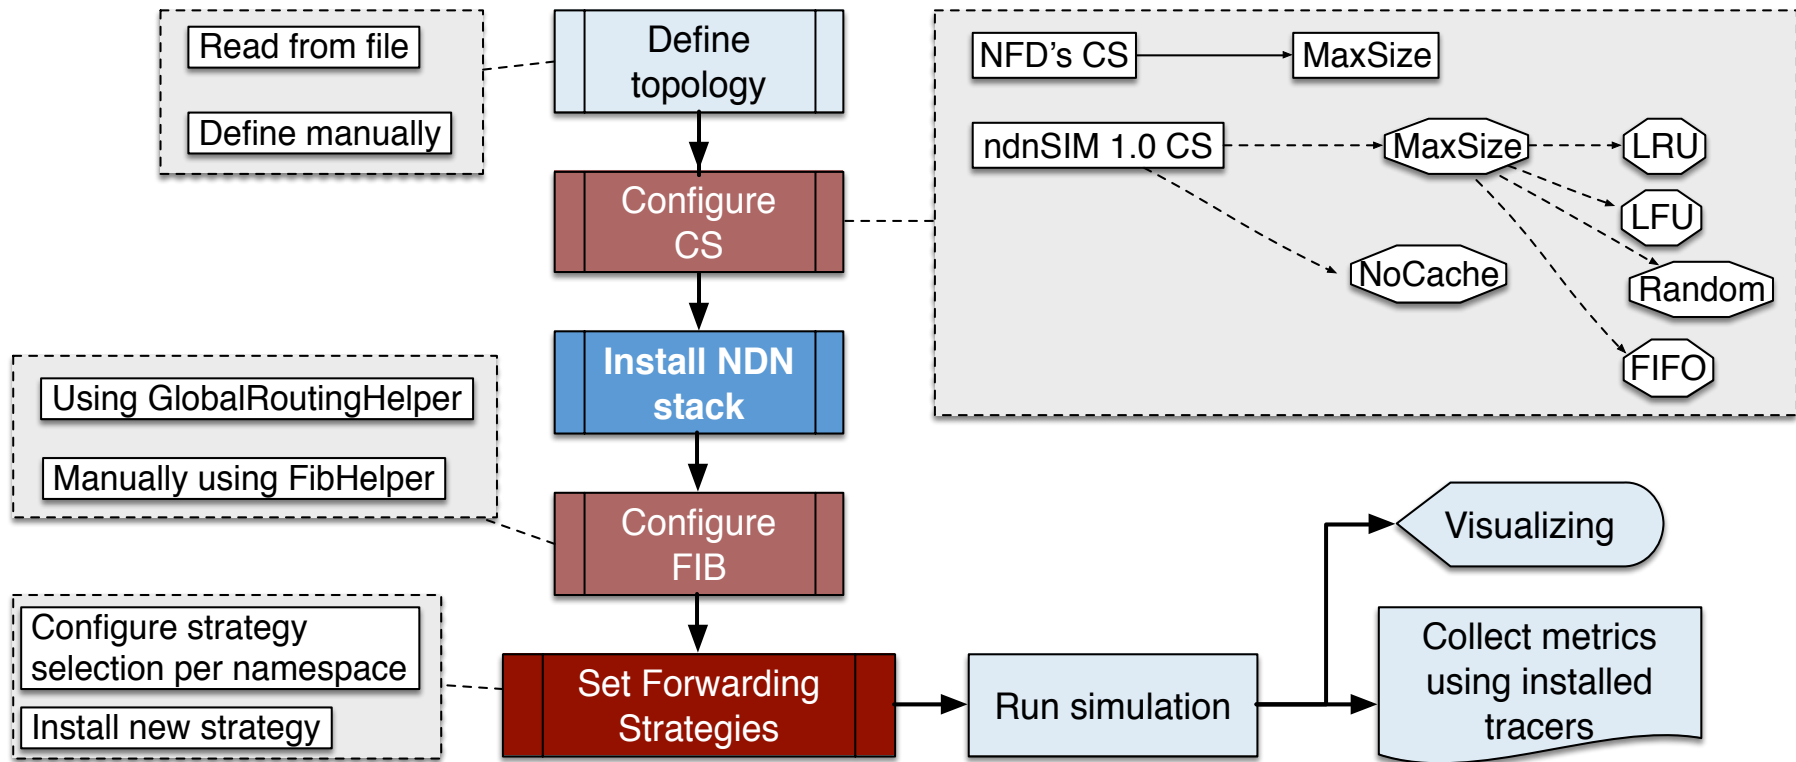 Read from file
Define manually
Define
topology
NFD's CS
MaxSize
ndnSIM 1.0 CS
MaxSize
LRU
LFU
NoCache
Random
FIFO
Configure
CS
Install NDN
stack
Using GlobalRoutingHelper
Manually using FibHelper
Configure
FIB
Configure strategy
selection per namespace
Install new strategy
Set Forwarding
Strategies
Run simulation
Visualizing
Collect metrics
using installed
tracers